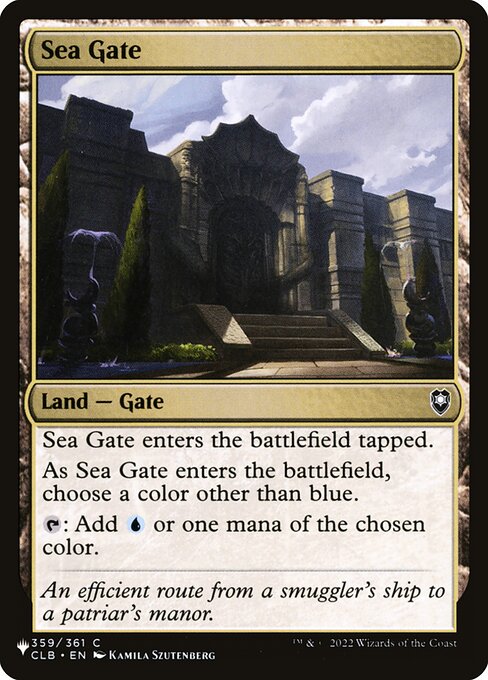 Sea Gate
Land — Gate
Sea Gate enters the battlefield tapped.
As Sea Gate enters the battlefield,
choose a color other than blue.
: Add or one mana of the chosen
color.
An efficient route from a smuggler's ship to
a patriar's manor.
359/361 C
CLB • EN Kamila Szutenberg
™ & © 2022 Wizards of the Coast